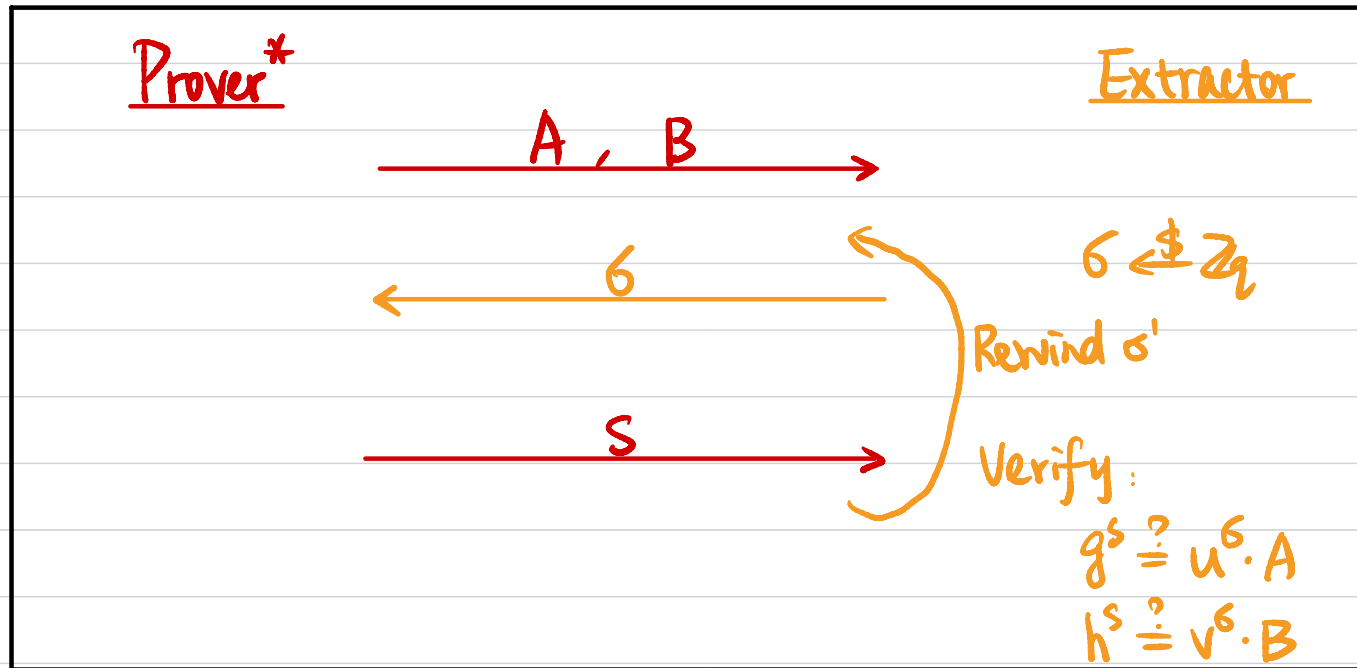 Prover* Extractor
A, B
σ σ ←$ ℤq
Rewind σ'
S
Verify:
g^s ≟ u^σ · A
h^s ≟ v^σ · B